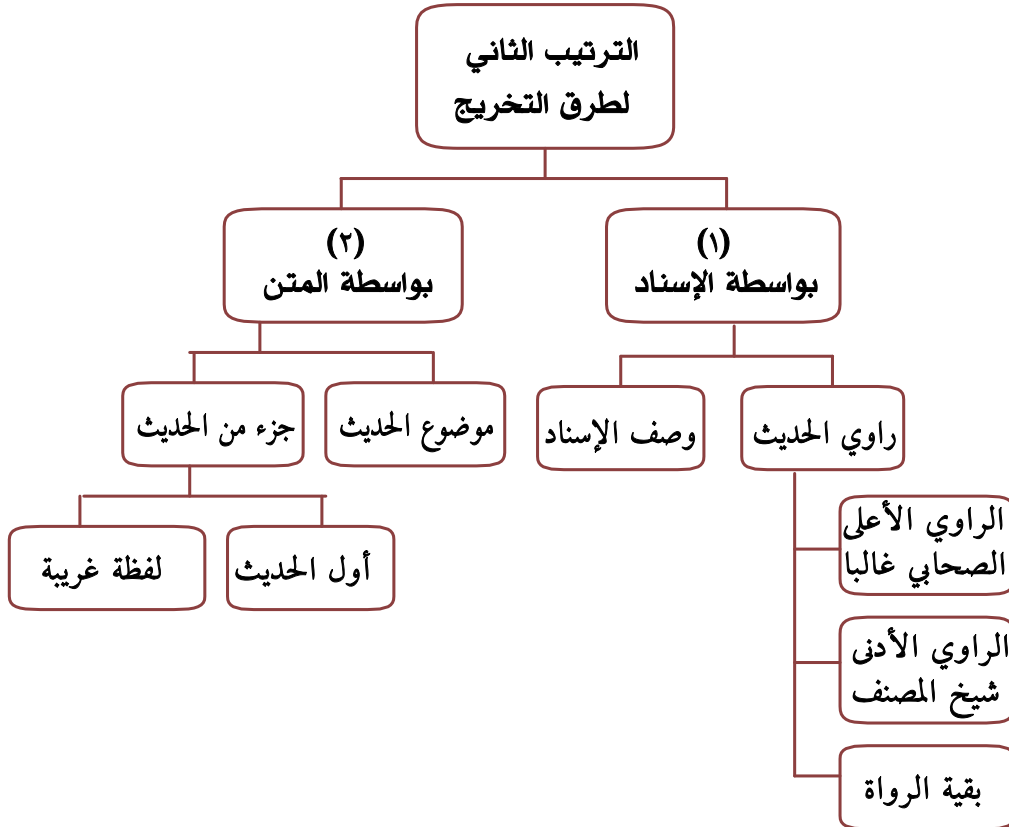 الترتيب الثاني
لطرق التخريج
(١)
بواسطة الإسناد
(٢)
بواسطة المتن
راوي الحديث
وصف الإسناد
موضوع الحديث
جزء من الحديث
الراوي الأعلى
الصحابي غالبا
الراوي الأدنى
شيخ المصنف
بقية الرواة
أول الحديث
لفظة غريبة